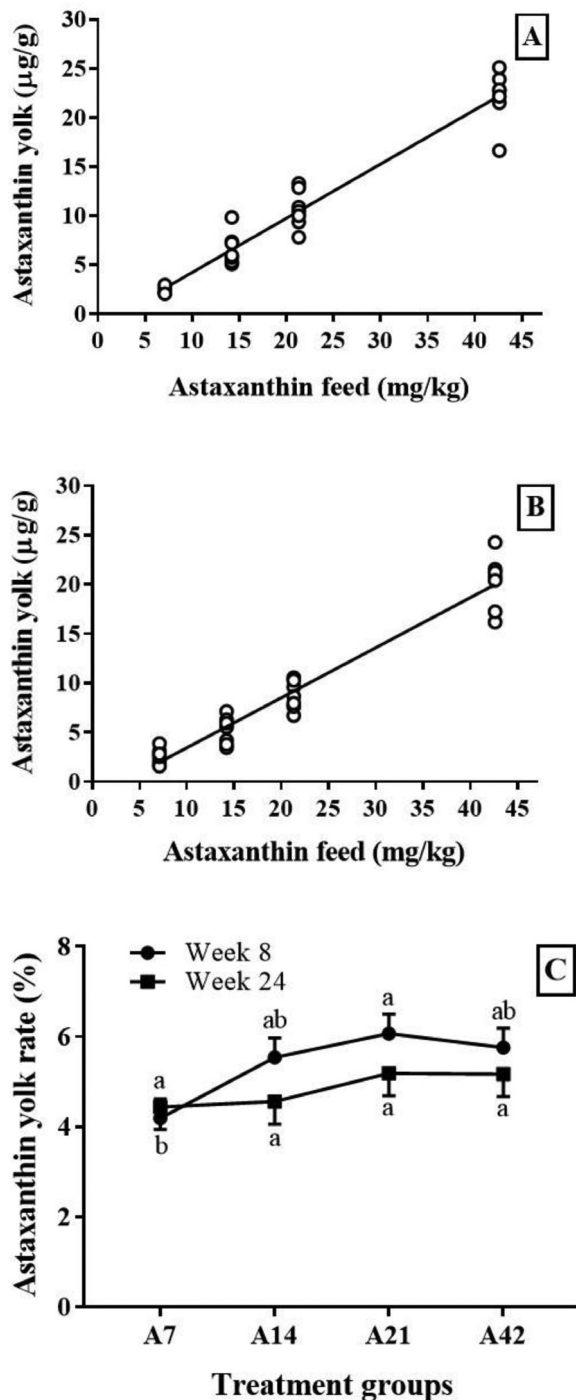 A
Astaxanthin yolk (µg/g)
30
25
20
15
10
5
0
0 5 10 15 20 25 30 35 40 45
Astaxanthin feed (mg/kg)
B
Astaxanthin yolk (µg/g)
30
25
20
15
10
5
0
0 5 10 15 20 25 30 35 40 45
Astaxanthin feed (mg/kg)
C
Astaxanthin yolk rate (%)
8
6
4
2
0
Week 8
Week 24
a ab a ab
b a a a
A7 A14 A21 A42
Treatment groups